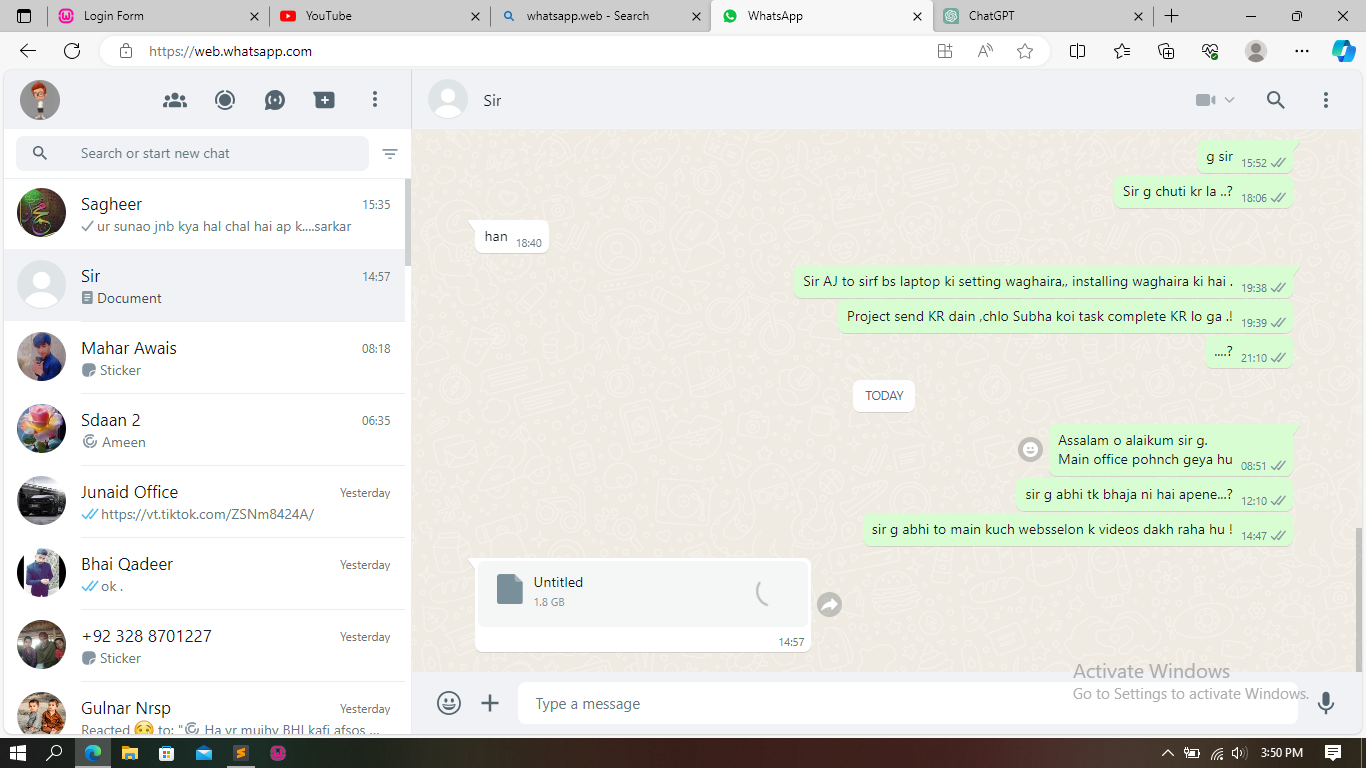 Login Form
YouTube
whatsapp.web - Search
WhatsApp
ChatGPT
https://web.whatsapp.com
Search or start new chat
Sagheer 15:35
ur sunao jnb kya hal chal hai ap k....sarkar
Sir 14:57
Document
Mahar Awais 08:18
Sticker
Sdaan 2 06:35
Ameen
Junaid Office Yesterday
https://vt.tiktok.com/ZSNm8424A/
Bhai Qadeer Yesterday
ok .
+92 328 8701227 Yesterday
Sticker
Gulnar Nrsp Yesterday
Reacted 🥹 to: "Ha yr mujhy BHI kafi afsos ...
Sir
g sir 15:52
Sir g chuti kr la ..? 18:06
han 18:40
Sir AJ to sirf bs laptop ki setting waghaira,, installing waghaira ki hai . 19:38
Project send KR dain ,chlo Subha koi task complete KR lo ga .! 19:39
....? 21:10
TODAY
Assalam o alaikum sir g.
Main office pohnch geya hu 08:51
sir g abhi tk bhaja ni hai apene...? 12:10
sir g abhi to main kuch websselon k videos dakh raha hu ! 14:47
Untitled
1.8 GB
14:57
Type a message
Activate Windows
Go to Settings to activate Windows.
3:50 PM